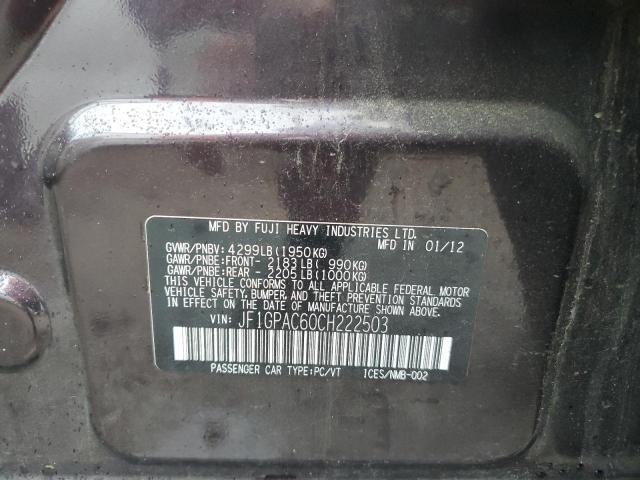 MFD BY FUJI HEAVY INDUSTRIES LTD.
GVWR/PNBV: 4299LB(1950KG) MFD IN 01/12
GAWR/PNBE:FRONT- 2183LB( 990KG)
GAWR/PNBE:REAR - 2205LB(1000KG)
THIS VEHICLE CONFORMS TO ALL APPLICABLE FEDERAL MOTOR
VEHICLE SAFETY, BUMPER, AND THEFT PREVENTION STANDARDS
IN EFFECT ON THE DATE OF MANUFACTURE SHOWN ABOVE.
VIN: JF1GPAC60CH222503
PASSENGER CAR TYPE:PC/VT ICES/NMB-002